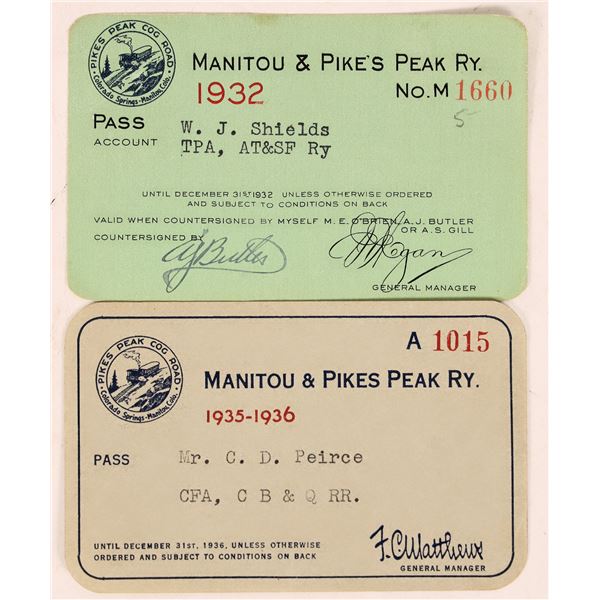 PIKES PEAK COG ROAD
Colorado Springs-Manitou, Colo.
MANITOU & PIKE'S PEAK RY.
1932 NO. M 1660
5
PASS W. J. Shields
ACCOUNT TPA, AT&SF Ry
UNTIL DECEMBER 31ST 1932 UNLESS OTHERWISE ORDERED
AND SUBJECT TO CONDITIONS ON BACK
VALID WHEN COUNTERSIGNED BY MYSELF M. E. O'BRIEN, A. J. BUTLER
OR A. S. GILL
COUNTERSIGNED BY AJButler
GENERAL MANAGER
PIKES PEAK COG ROAD
Colorado Springs-Manitou, Colo.
A 1015
MANITOU & PIKES PEAK RY.
1935-1936
PASS Mr. C. D. Peirce
CFA, C B & Q RR.
UNTIL DECEMBER 31ST, 1936, UNLESS OTHERWISE
ORDERED AND SUBJECT TO CONDITIONS ON BACK
F.C.Matthews
GENERAL MANAGER